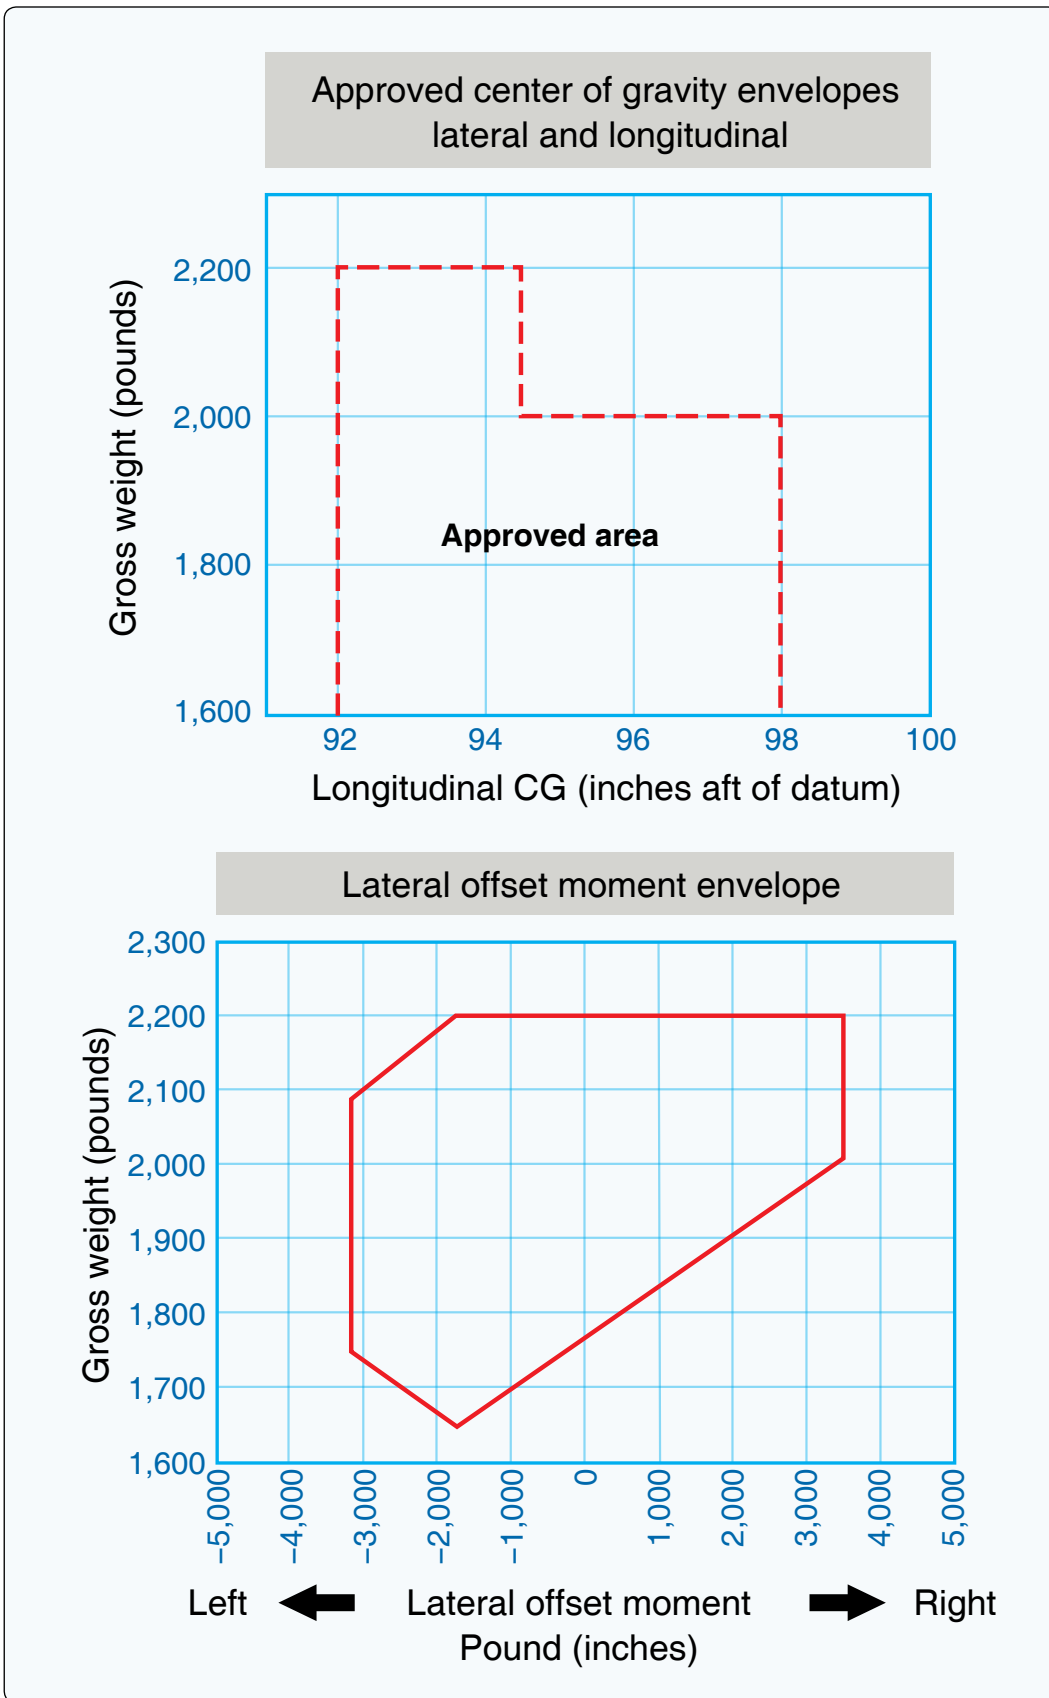 Approved center of gravity envelopes
lateral and longitudinal
Gross weight (pounds)
2,200
2,000
1,800
1,600
Approved area
92
94
96
98
100
Longitudinal CG (inches aft of datum)
Lateral offset moment envelope
Gross weight (pounds)
2,300
2,200
2,100
2,000
1,900
1,800
1,700
1,600
−5,000
−4,000
−3,000
−2,000
−1,000
0
1,000
2,000
3,000
4,000
5,000
Left
Lateral offset moment
Right
Pound (inches)